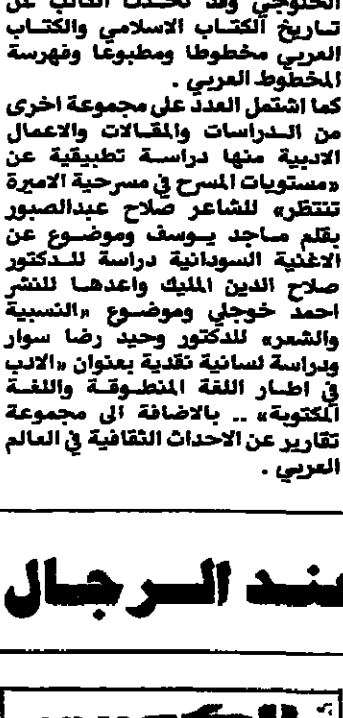 الخلوجي وقد تحدث الكاتب عن
تاريخ الكتاب الاسلامي والكتاب
العربي مخطوطا ومطبوعا وفهرسة
المخطوط العربي .
كما اشتمل العدد على مجموعة اخرى
من الدراسات والمقالات والاعمال
الادبية منها دراسة تطبيقية عن
«مستويات المسرح في مسرحية الاميرة
تنتظر» للشاعر صلاح عبدالصبور
بقلم ماجد يوسف وموضوع عن
الاغنية السودانية دراسة للدكتور
صلاح الدين المليك واعدها للنشر
احمد خوجلي وموضوع «النسبية
والشعر» للدكتور وحيد رضا سوار
ودراسة لسانية نقدية بعنوان «الادب
في اطار اللغة المنطوقة واللغة
المكتوبة» .. بالاضافة الى مجموعة
تقارير عن الاحداث الثقافية في العالم
العربي .
عند الرجال